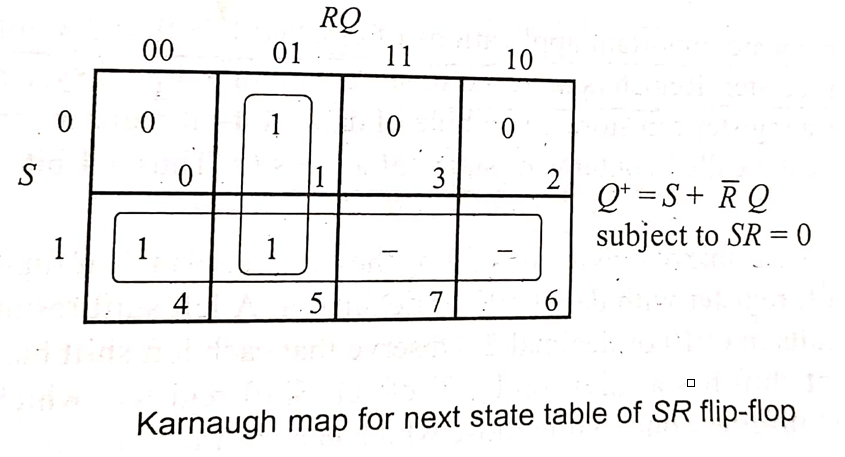 RQ
00 01 11 10
0 0 1 0 0
S 0 1 3 2
1 1 1 – –
4 5 7 6
Q⁺ = S + R̅ Q
subject to SR = 0
Karnaugh map for next state table of SR flip-flop